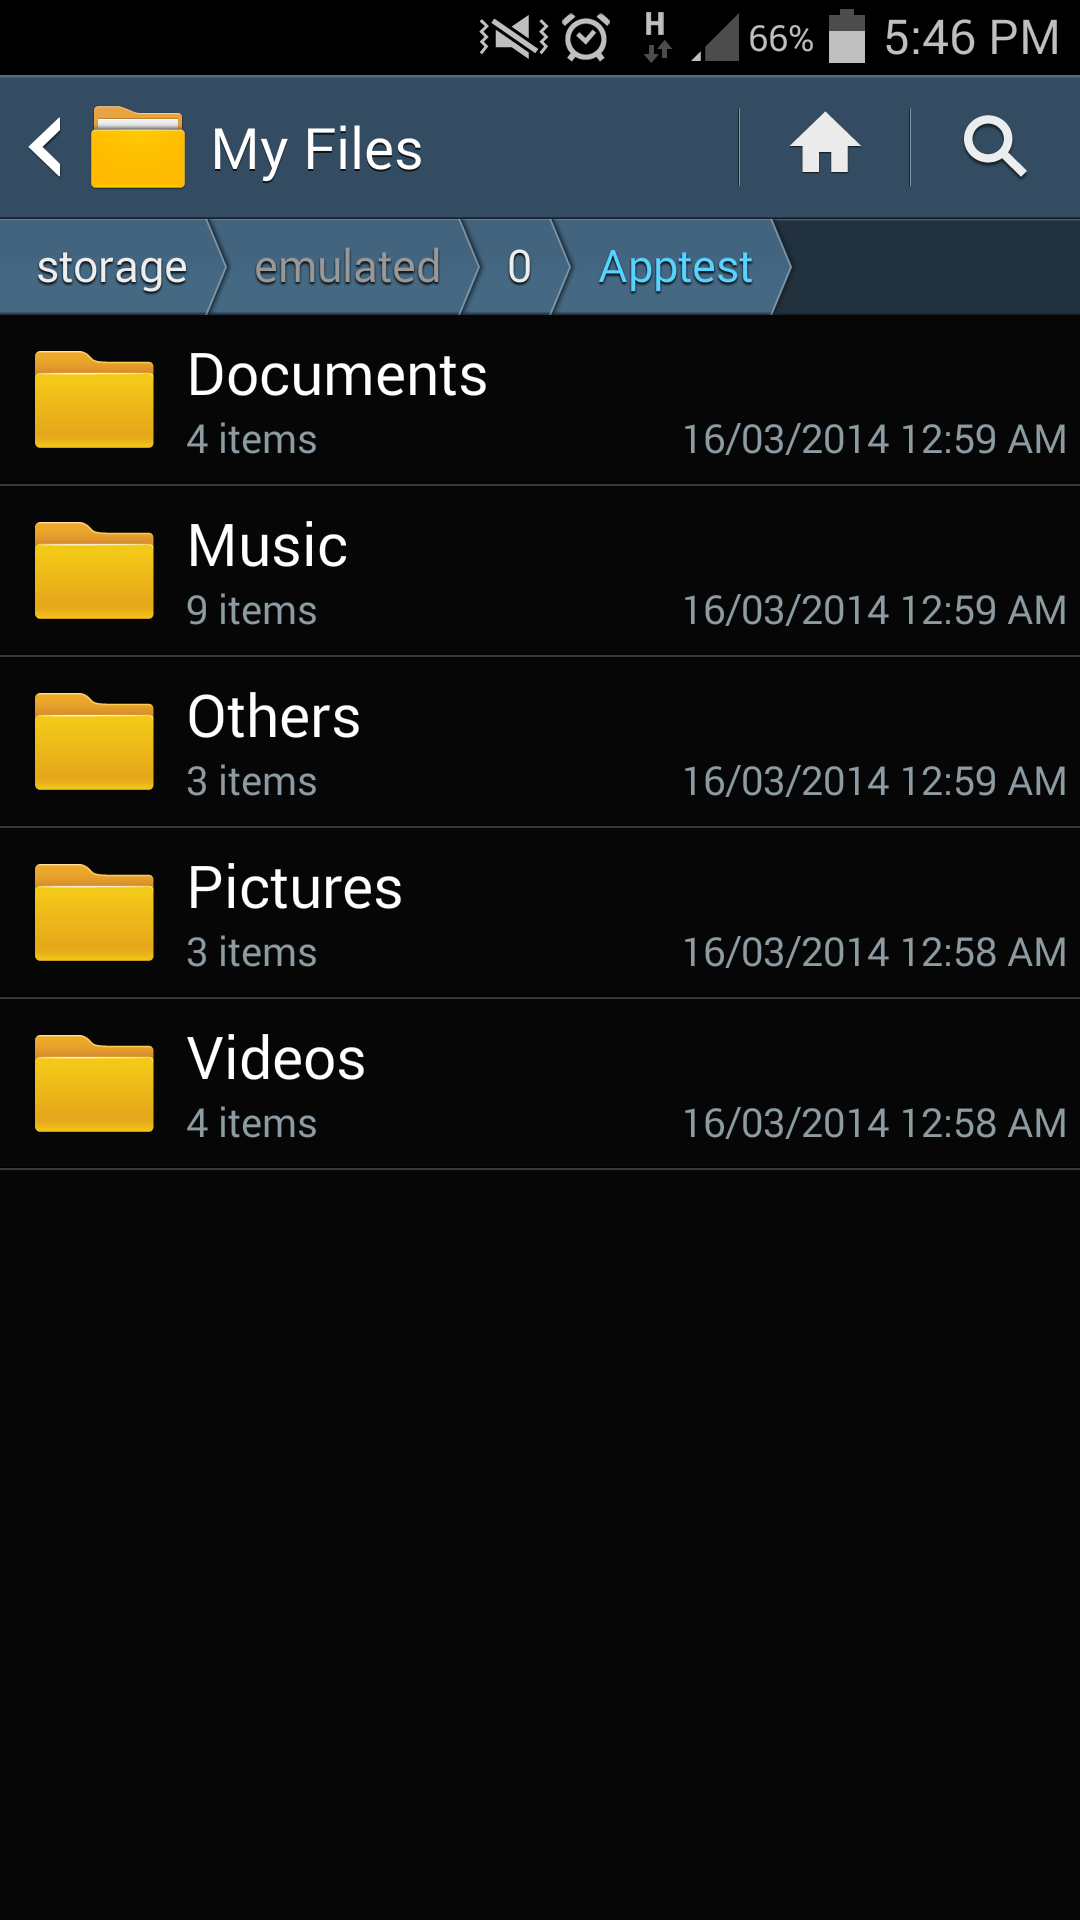 H 66% 5:46 PM
My Files
storage emulated 0 Apptest
Documents
4 items 16/03/2014 12:59 AM
Music
9 items 16/03/2014 12:59 AM
Others
3 items 16/03/2014 12:59 AM
Pictures
3 items 16/03/2014 12:58 AM
Videos
4 items 16/03/2014 12:58 AM